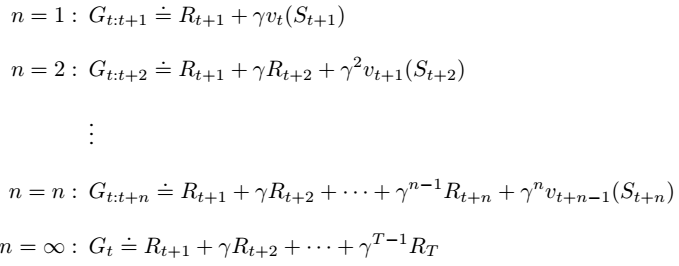 n = 1 : G_{t:t+1} ≐ R_{t+1} + γv_t(S_{t+1})
n = 2 : G_{t:t+2} ≐ R_{t+1} + γR_{t+2} + γ^2 v_{t+1}(S_{t+2})
⋮
n = n : G_{t:t+n} ≐ R_{t+1} + γR_{t+2} + ··· + γ^{n−1} R_{t+n} + γ^n v_{t+n−1}(S_{t+n})
n = ∞ : G_t ≐ R_{t+1} + γR_{t+2} + ··· + γ^{T−1} R_T